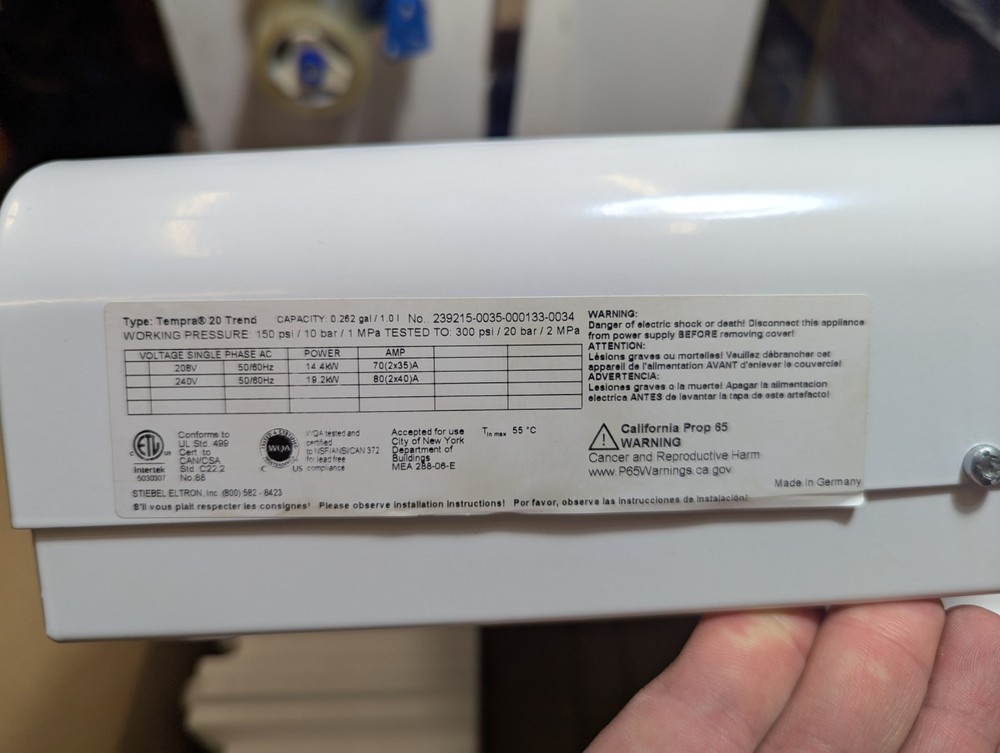 Type: Tempra® 20 Trend CAPACITY: 0.262 gal / 1.0 l No. 239215-0035-000133-0034
WORKING PRESSURE: 150 psi / 10 bar / 1 MPa TESTED TO: 300 psi / 20 bar / 2 MPa
VOLTAGE SINGLE PHASE AC POWER AMP
208V 50/60Hz 14.4kW 70(2x35)A
240V 50/60Hz 19.2kW 80(2x40)A
WARNING:
Danger of electric shock or death! Disconnect this appliance
from power supply BEFORE removing cover!
ATTENTION:
Lésions graves ou mortelles! Veuillez débrancher cet
appareil de l'alimentation AVANT d'enlever le couvercle!
ADVERTENCIA:
Lesiones graves o la muerte! Apagar la alimentacion
electrica ANTES de levantar la tapa de este artefacto!
ETL
C US
Intertek
5030307
Conforms to
UL Std. 499
Cert. to
CAN/CSA
Std. C22.2
No.88
WQA
C US
WQA tested and
certified
to NSF/ANSI/CAN 372
for lead free
compliance
Accepted for use
City of New York
Department of
Buildings
MEA 288-06-E
Tin max 55 °C
California Prop 65
WARNING
Cancer and Reproductive Harm
www.P65Warnings.ca.gov
Made in Germany
STIEBEL ELTRON, Inc. (800) 582 - 8423
S'il vous plait respecter les consignes! Please observe installation instructions! Por favor, observe las instrucciones de instalación!